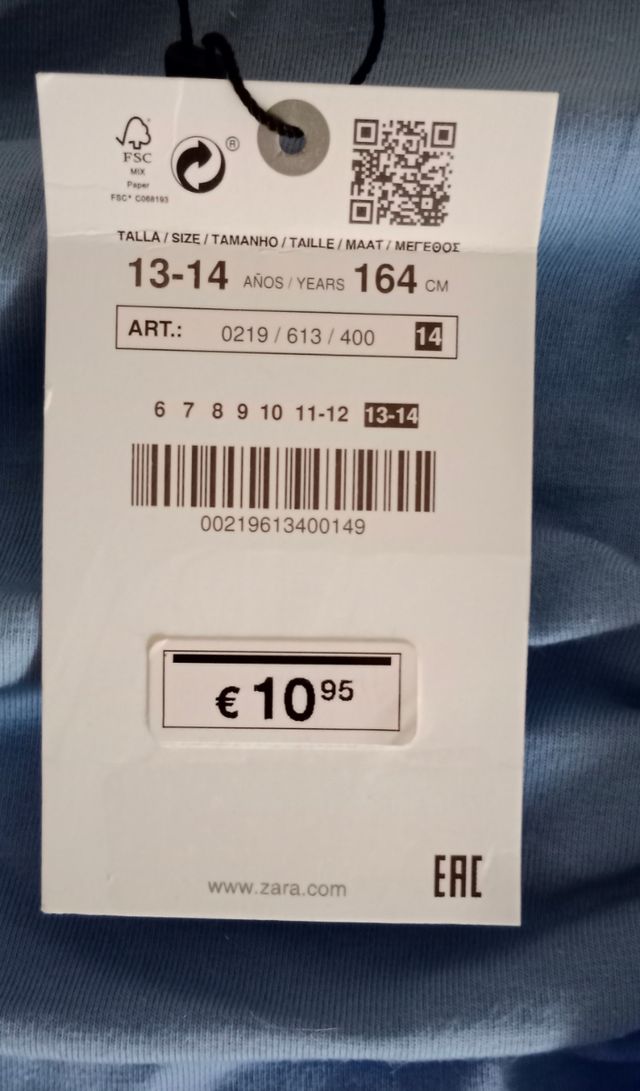 FSC
MIX
Paper
FSC® C068193
®
TALLA / SIZE / TAMANHO / TAILLE / MAAT / ΜΕΓΕΘΟΣ
13-14 AÑOS / YEARS 164 CM
ART.: 0219 / 613 / 400 14
6 7 8 9 10 11-12 13-14
00219613400149
€ 10 95
www.zara.com
EAC